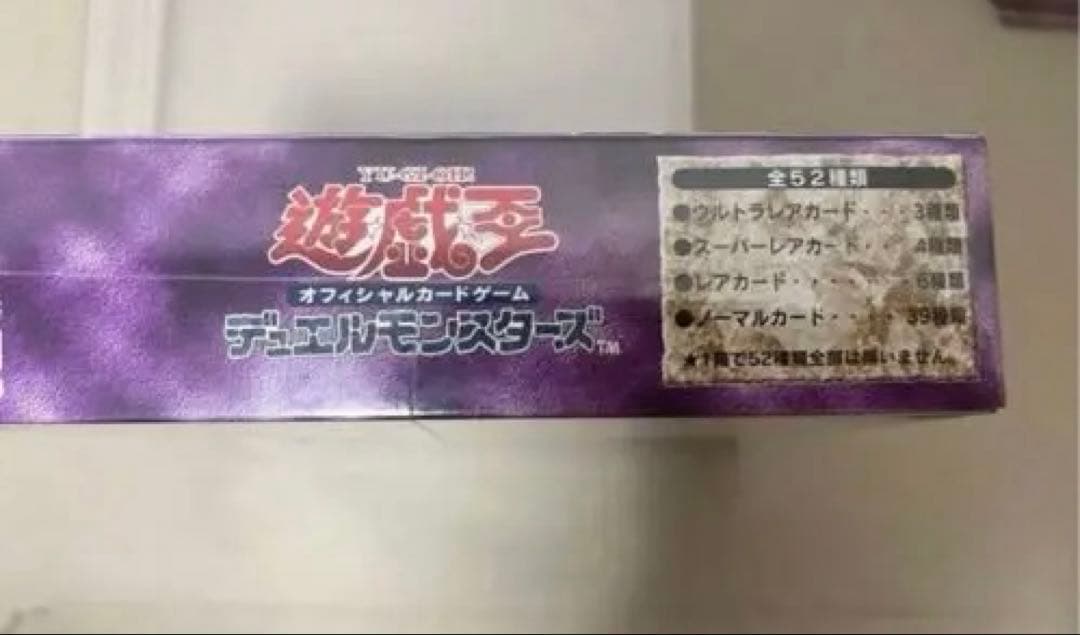 YU-GI-OH!
遊戯王
オフィシャルカードゲーム
デュエルモンスターズ™
全52種類
●ウルトラレアカード・・・3種類
●スーパーレアカード・・・4種類
●レアカード・・・・・・6種類
●ノーマルカード・・・・39種類
★1箱で52種類全部は揃いません。